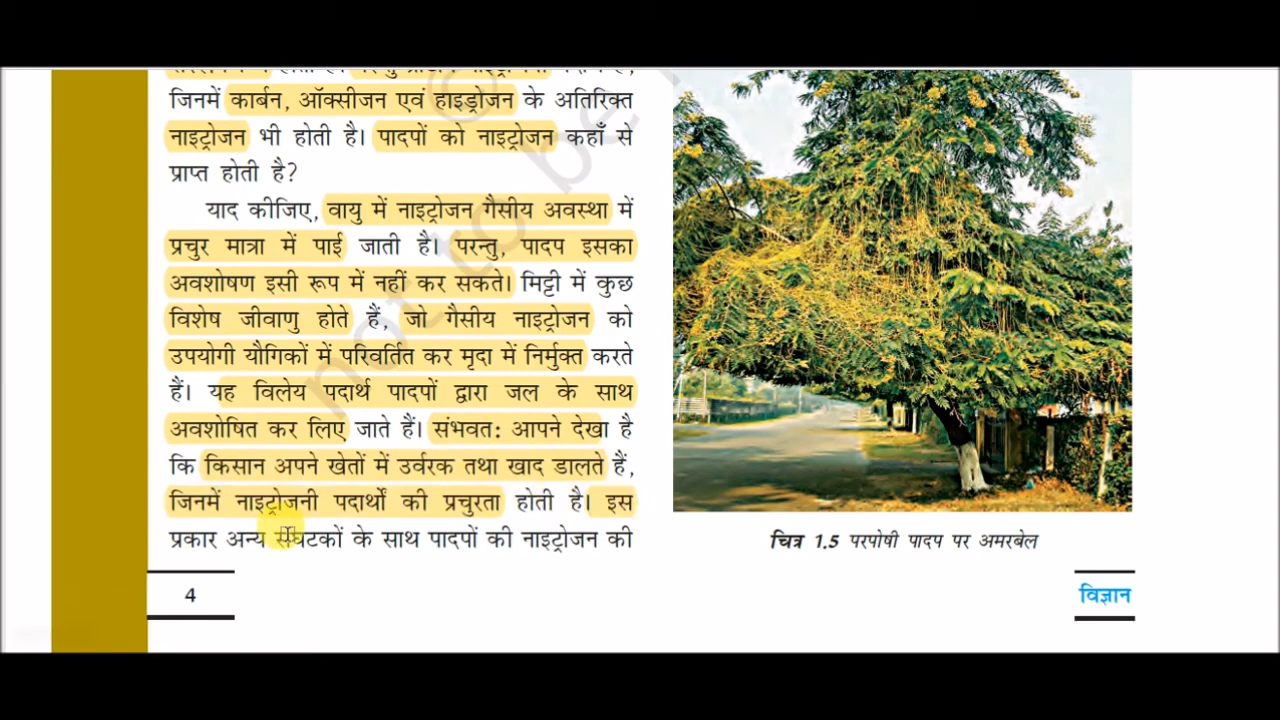 जिनमें कार्बन, ऑक्सीजन एवं हाइड्रोजन के अतिरिक्त
नाइट्रोजन भी होती है। पादपों को नाइट्रोजन कहाँ से
प्राप्त होती है?
याद कीजिए, वायु में नाइट्रोजन गैसीय अवस्था में
प्रचुर मात्रा में पाई जाती है। परन्तु, पादप इसका
अवशोषण इसी रूप में नहीं कर सकते। मिट्टी में कुछ
विशेष जीवाणु होते हैं, जो गैसीय नाइट्रोजन को
उपयोगी यौगिकों में परिवर्तित कर मृदा में निर्मुक्त करते
हैं। यह विलेय पदार्थ पादपों द्वारा जल के साथ
अवशोषित कर लिए जाते हैं। संभवत: आपने देखा है
कि किसान अपने खेतों में उर्वरक तथा खाद डालते हैं,
जिनमें नाइट्रोजनी पदार्थों की प्रचुरता होती है। इस
प्रकार अन्य संघटकों के साथ पादपों की नाइट्रोजन की
4
चित्र 1.5 परपोषी पादप पर अमरबेल
विज्ञान
© not to be